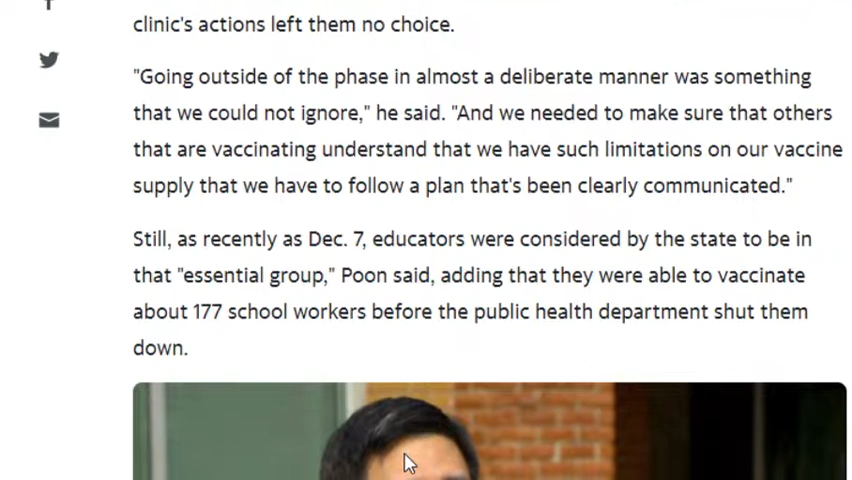 clinic's actions left them no choice.
"Going outside of the phase in almost a deliberate manner was something
that we could not ignore," he said. "And we needed to make sure that others
that are vaccinating understand that we have such limitations on our vaccine
supply that we have to follow a plan that's been clearly communicated."
Still, as recently as Dec. 7, educators were considered by the state to be in
that "essential group," Poon said, adding that they were able to vaccinate
about 177 school workers before the public health department shut them
down.